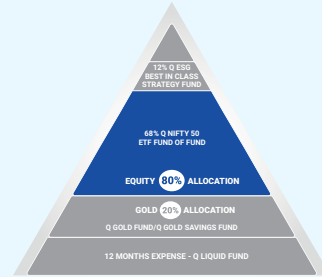 12% Q ESG
BEST IN CLASS
STRATEGY FUND
68% Q NIFTY 50
ETF FUND OF FUND
EQUITY 80% ALLOCATION
GOLD 20% ALLOCATION
Q GOLD FUND/Q GOLD SAVINGS FUND
12 MONTHS EXPENSE - Q LIQUID FUND